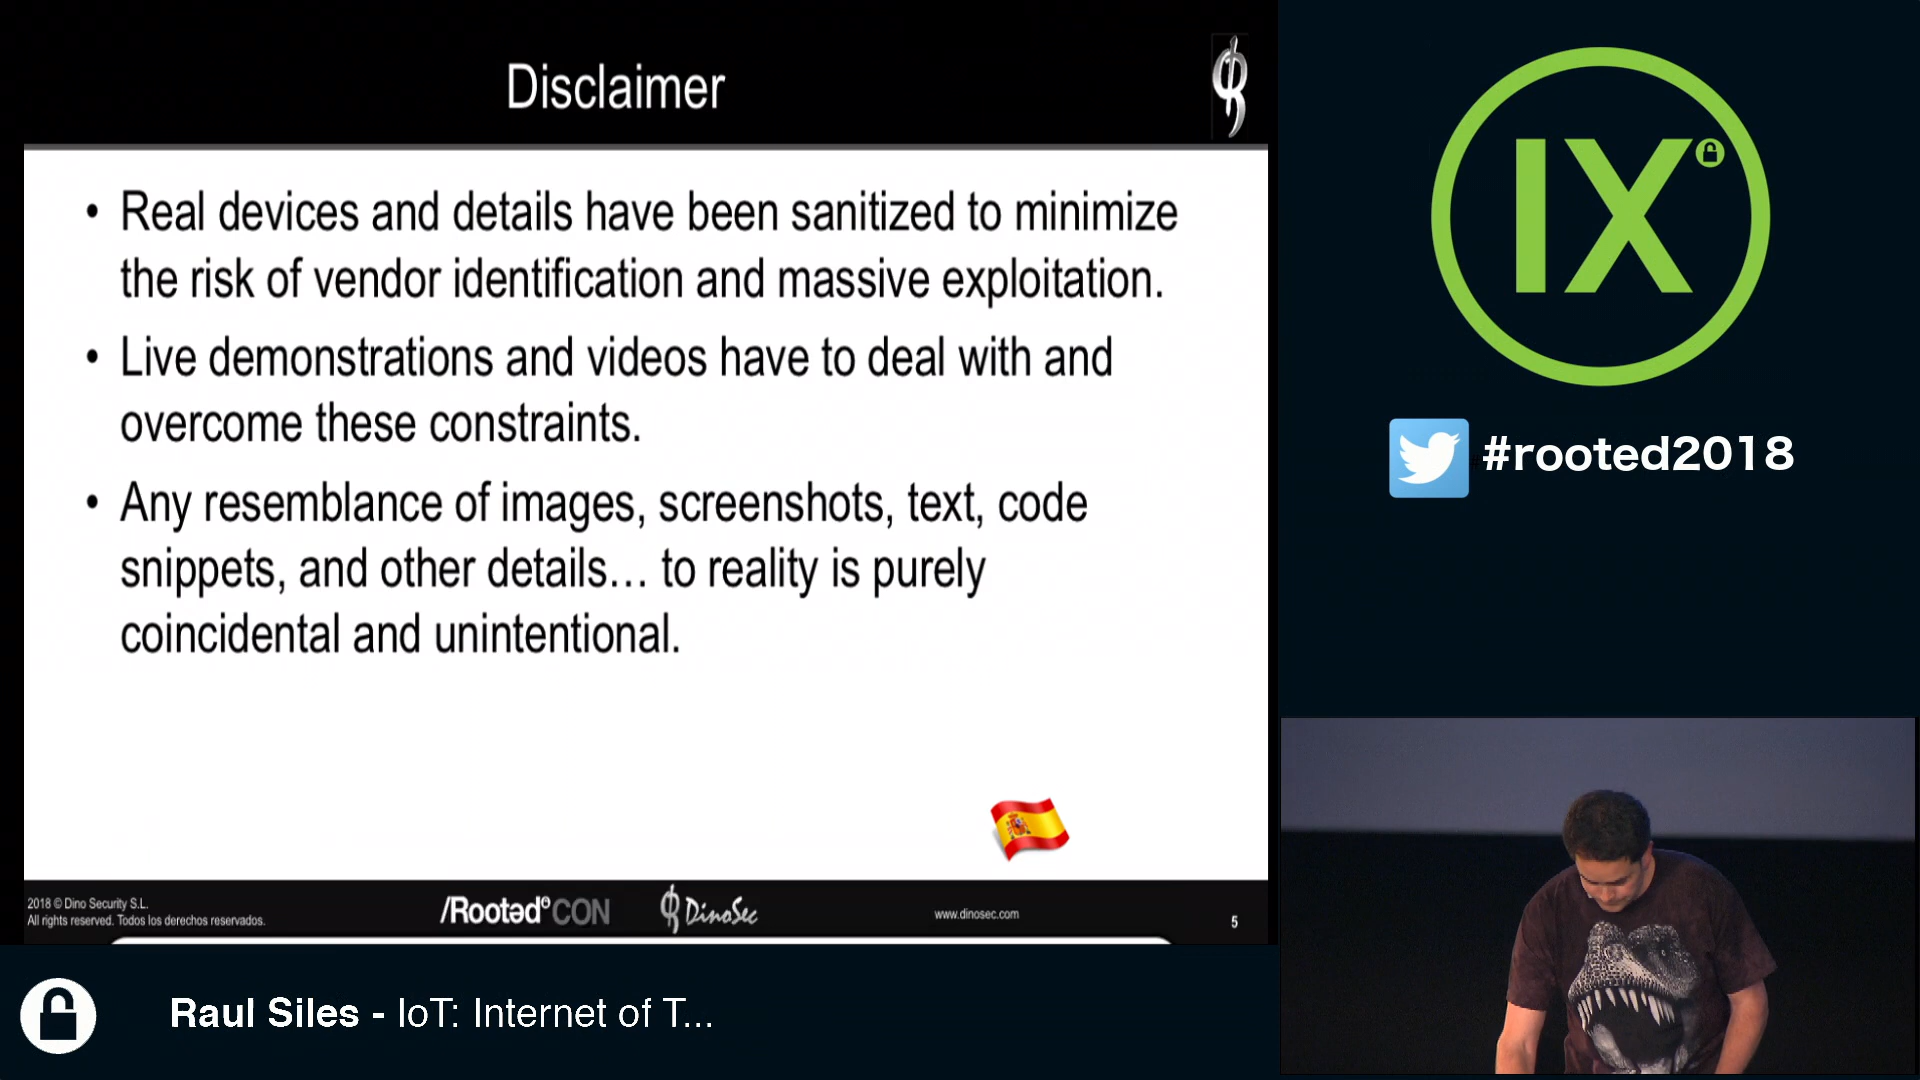 Disclaimer
• Real devices and details have been sanitized to minimize
the risk of vendor identification and massive exploitation.
• Live demonstrations and videos have to deal with and
overcome these constraints.
• Any resemblance of images, screenshots, text, code
snippets, and other details… to reality is purely
coincidental and unintentional.
2018 © Dino Security S.L.
All rights reserved. Todos los derechos reservados.
/Rooted CON
DinoSec
www.dinosec.com
5
IX
#rooted2018
Raul Siles - IoT: Internet of T...